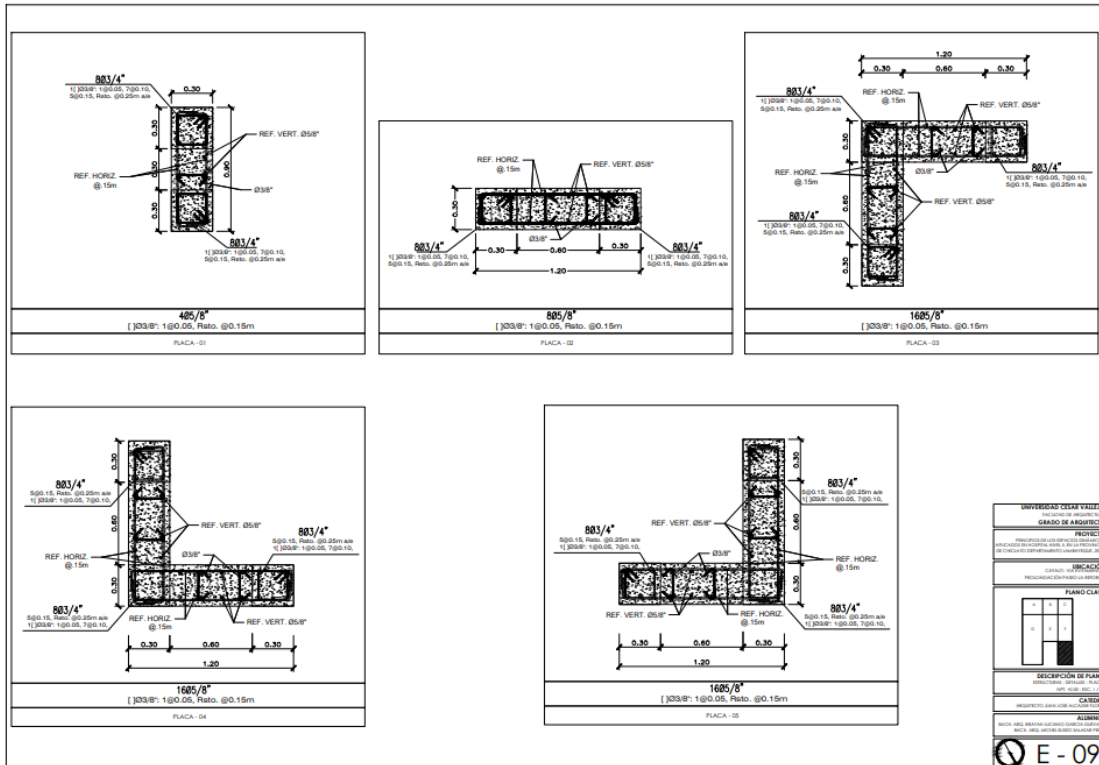 8Ø3/4"
1[ ]Ø3/8": 1@0.05, 7@0.10,
5@0.15, Rsto. @0.25m a/e
0.30
0.30
0.30
0.30
0.90
REF. VERT. Ø5/8"
REF. HORIZ.
@.15m
Ø3/8"
8Ø3/4"
1[ ]Ø3/8": 1@0.05, 7@0.10,
5@0.15, Rsto. @0.25m a/e
4Ø5/8"
[ ]Ø3/8": 1@0.05, Rsto. @0.15m
PLACA - 01
REF. HORIZ.
@.15m
REF. VERT. Ø5/8"
0.30
8Ø3/4"
1[ ]Ø3/8": 1@0.05, 7@0.10,
5@0.15, Rsto. @0.25m a/e
Ø3/8"
8Ø3/4"
1[ ]Ø3/8": 1@0.05, 7@0.10,
5@0.15, Rsto. @0.25m a/e
0.30
0.60
0.30
1.20
8Ø5/8"
[ ]Ø3/8": 1@0.05, Rsto. @0.15m
PLACA - 02
1.20
0.30
0.60
0.30
8Ø3/4"
1[ ]Ø3/8": 1@0.05, 7@0.10,
5@0.15, Rsto. @0.25m a/e
REF. HORIZ.
@.15m
REF. VERT. Ø5/8"
0.30
REF. HORIZ.
@.15m
Ø3/8"
8Ø3/4"
1[ ]Ø3/8": 1@0.05, 7@0.10,
5@0.15, Rsto. @0.25m a/e
0.60
REF. VERT. Ø5/8"
8Ø3/4"
1[ ]Ø3/8": 1@0.05, 7@0.10,
5@0.15, Rsto. @0.25m a/e
0.30
16Ø5/8"
[ ]Ø3/8": 1@0.05, Rsto. @0.15m
PLACA - 03
0.30
8Ø3/4"
5@0.15, Rsto. @0.25m a/e
1[ ]Ø3/8": 1@0.05, 7@0.10,
0.60
REF. VERT. Ø5/8"
REF. HORIZ.
@.15m
Ø3/8"
8Ø3/4"
5@0.15, Rsto. @0.25m a/e
1[ ]Ø3/8": 1@0.05, 7@0.10,
0.30
8Ø3/4"
5@0.15, Rsto. @0.25m a/e
1[ ]Ø3/8": 1@0.05, 7@0.10,
REF. HORIZ.
@.15m
REF. VERT. Ø5/8"
0.30
0.60
0.30
1.20
16Ø5/8"
[ ]Ø3/8": 1@0.05, Rsto. @0.15m
PLACA - 04
0.30
8Ø3/4"
5@0.15, Rsto. @0.25m a/e
1[ ]Ø3/8": 1@0.05, 7@0.10,
REF. VERT. Ø5/8"
0.60
8Ø3/4"
5@0.15, Rsto. @0.25m a/e
1[ ]Ø3/8": 1@0.05, 7@0.10,
Ø3/8"
REF. HORIZ.
@.15m
0.30
REF. VERT. Ø5/8"
REF. HORIZ.
@.15m
8Ø3/4"
5@0.15, Rsto. @0.25m a/e
1[ ]Ø3/8": 1@0.05, 7@0.10,
0.30
0.60
0.30
1.20
16Ø5/8"
[ ]Ø3/8": 1@0.05, Rsto. @0.15m
PLACA - 05
UNIVERSIDAD CESAR VALLEJ
FACULTAD DE ARQUITECTU
GRADO DE ARQUITECT
PROYECT
UBICACIÓ
PLANO CLAV
A B C
DESCRIPCIÓN DE PLAN
CATEDR
ALUMNO
E - 09